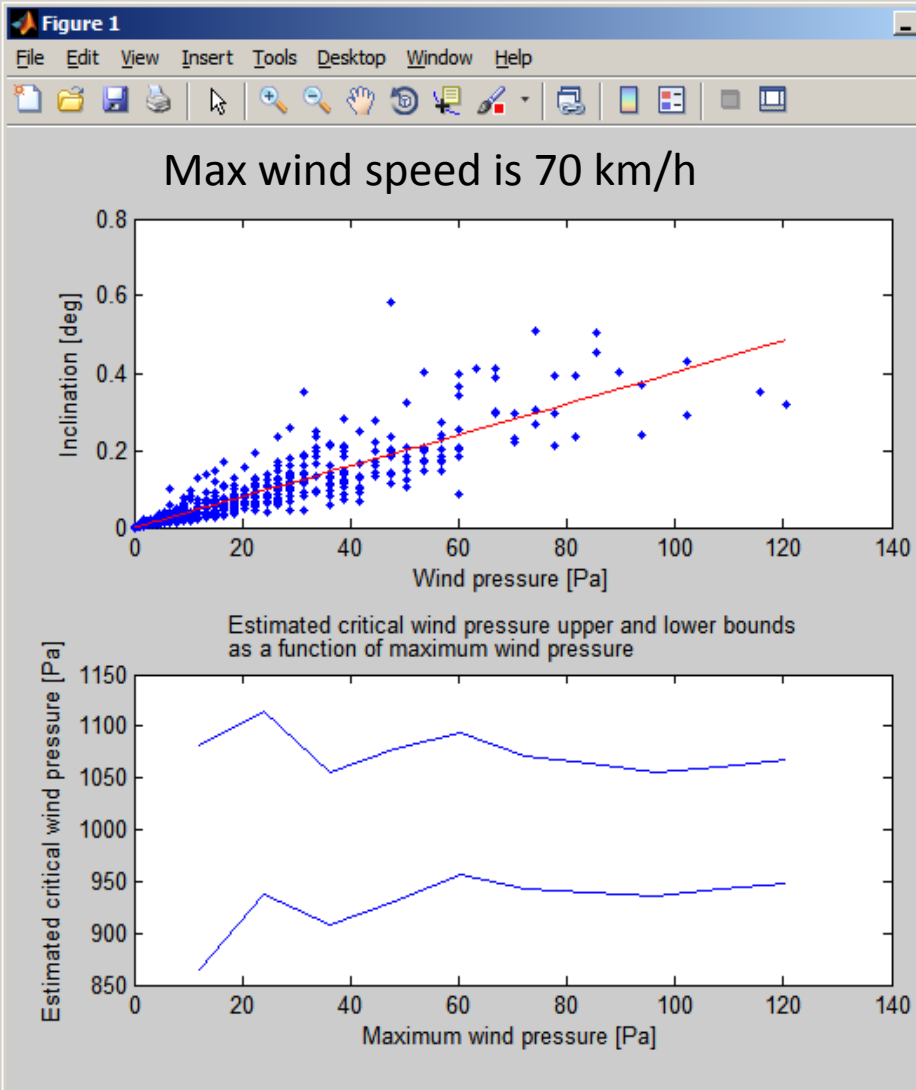 Figure 1
File Edit View Insert Tools Desktop Window Help
Max wind speed is 70 km/h
0.8
0.6
0.4
0.2
0
Inclination [deg]
0 20 40 60 80 100 120 140
Wind pressure [Pa]
Estimated critical wind pressure upper and lower bounds
as a function of maximum wind pressure
1150
1100
1050
1000
950
900
850
Estimated critical wind pressure [Pa]
0 20 40 60 80 100 120 140
Maximum wind pressure [Pa]